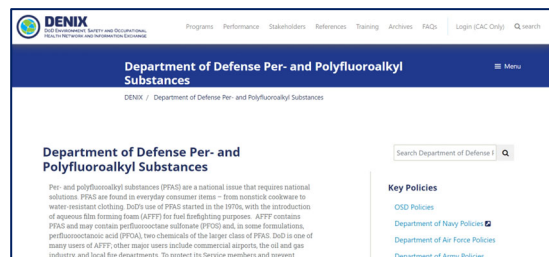 DENIX
DOD ENVIRONMENT, SAFETY AND OCCUPATIONAL
HEALTH NETWORK AND INFORMATION EXCHANGE
Programs Performance Stakeholders References Training Archives FAQs Login (CAC Only) search
Department of Defense Per- and Polyfluoroalkyl
Substances
Menu
DENIX / Department of Defense Per- and Polyfluoroalkyl Substances
Department of Defense Per- and
Polyfluoroalkyl Substances
Search Department of Defense
Per- and polyfluoroalkyl substances (PFAS) are a national issue that requires national
solutions. PFAS are found in everyday consumer items – from nonstick cookware to
water-resistant clothing. DoD's use of PFAS started in the 1970s, with the introduction
of aqueous film forming foam (AFFF) for fuel firefighting purposes. AFFF contains
PFAS and may contain perfluorooctane sulfonate (PFOS) and, in some formulations,
perfluorooctanoic acid (PFOA), two chemicals of the larger class of PFAS. DoD is one of
many users of AFFF; other major users include commercial airports, the oil and gas
industry, and local fire departments. To protect its Service members and prevent
Key Policies
OSD Policies
Department of Navy Policies
Department of Air Force Policies
Department of Army Policies